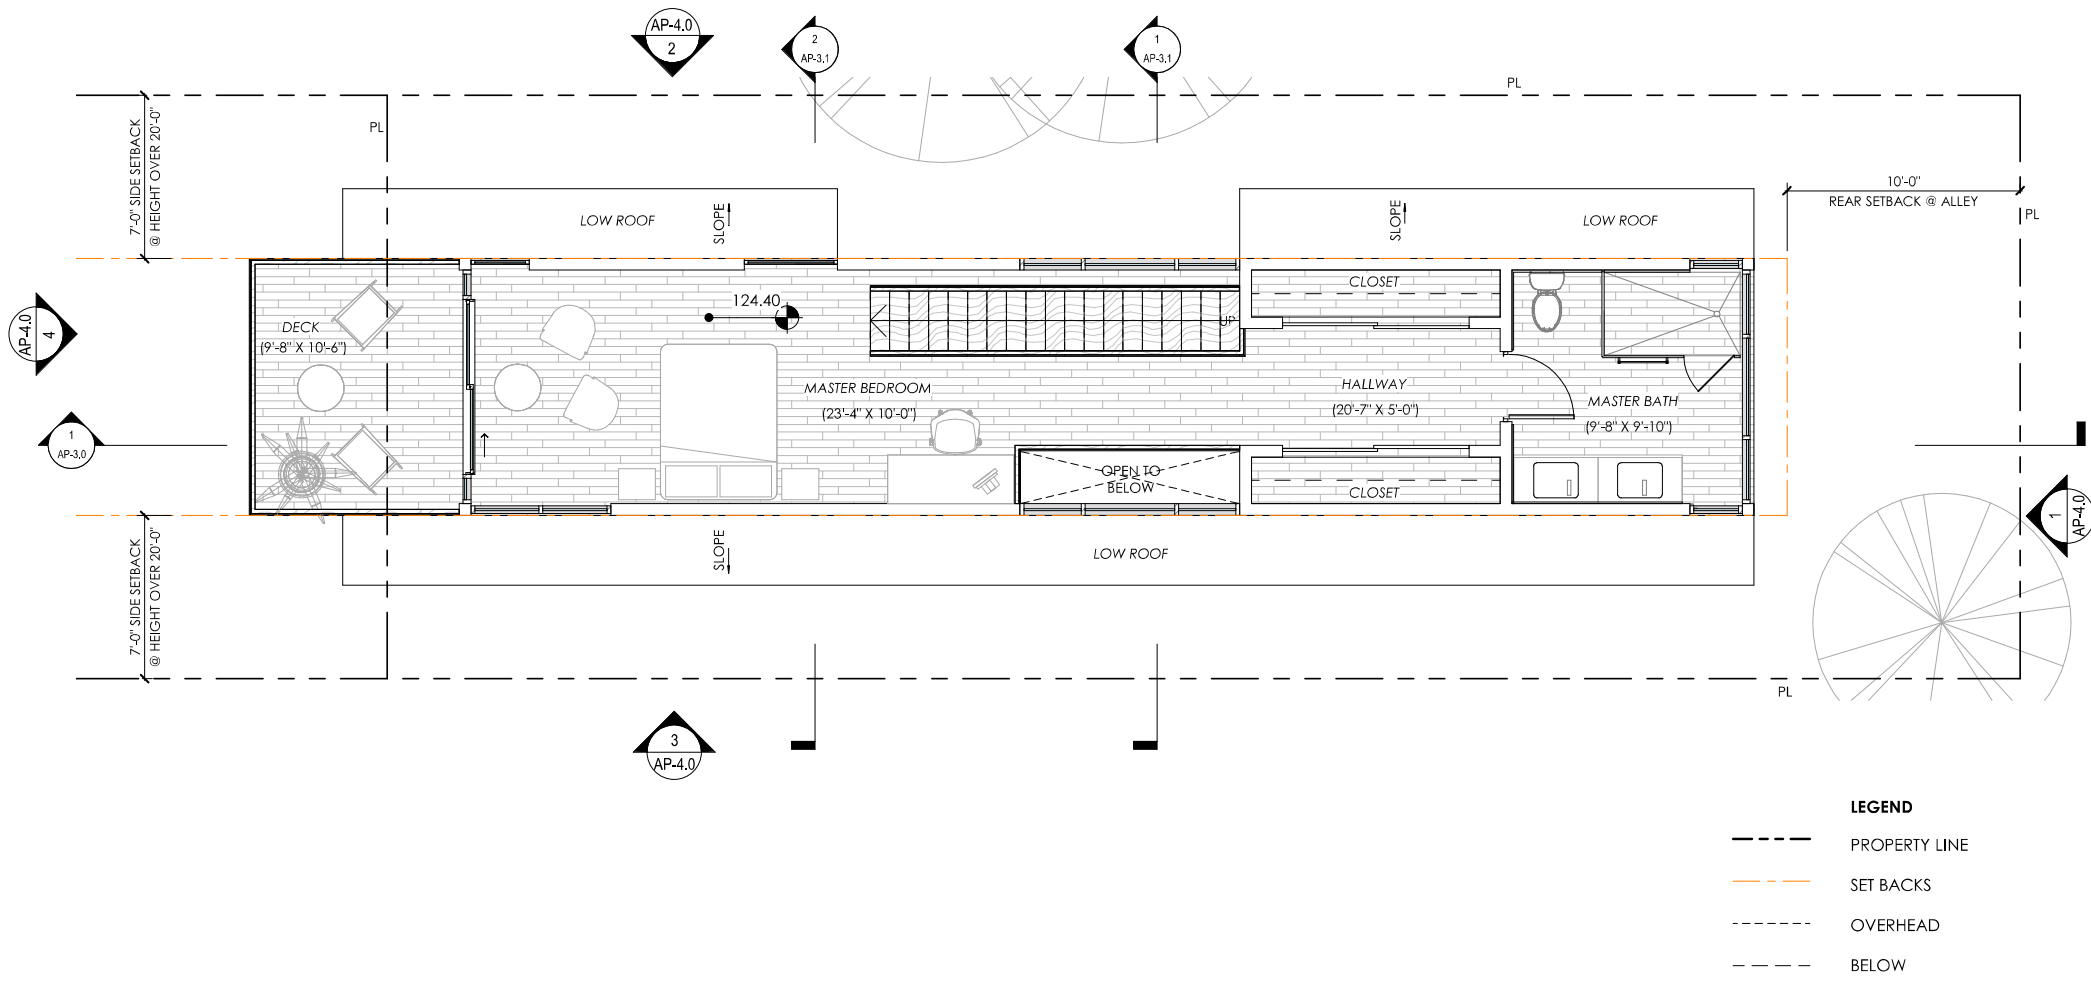 AP-4.0
2
2
AP-3.1
1
AP-3.1
PL
PL
7'-0" SIDE SETBACK
@ HEIGHT OVER 20'-0"
10'-0"
REAR SETBACK @ ALLEY
PL
LOW ROOF
SLOPE
SLOPE
LOW ROOF
CLOSET
124.40
UP
DECK
(9'-8" X 10'-6")
AP-4.0
4
MASTER BEDROOM
(23'-4" X 10'-0")
HALLWAY
(20'-7" X 5'-0")
MASTER BATH
(9'-8" X 9'-10")
1
AP-3.0
OPEN TO
BELOW
CLOSET
1
AP-4.0
7'-0" SIDE SETBACK
@ HEIGHT OVER 20'-0"
SLOPE
LOW ROOF
PL
3
AP-4.0
LEGEND
PROPERTY LINE
SET BACKS
OVERHEAD
BELOW